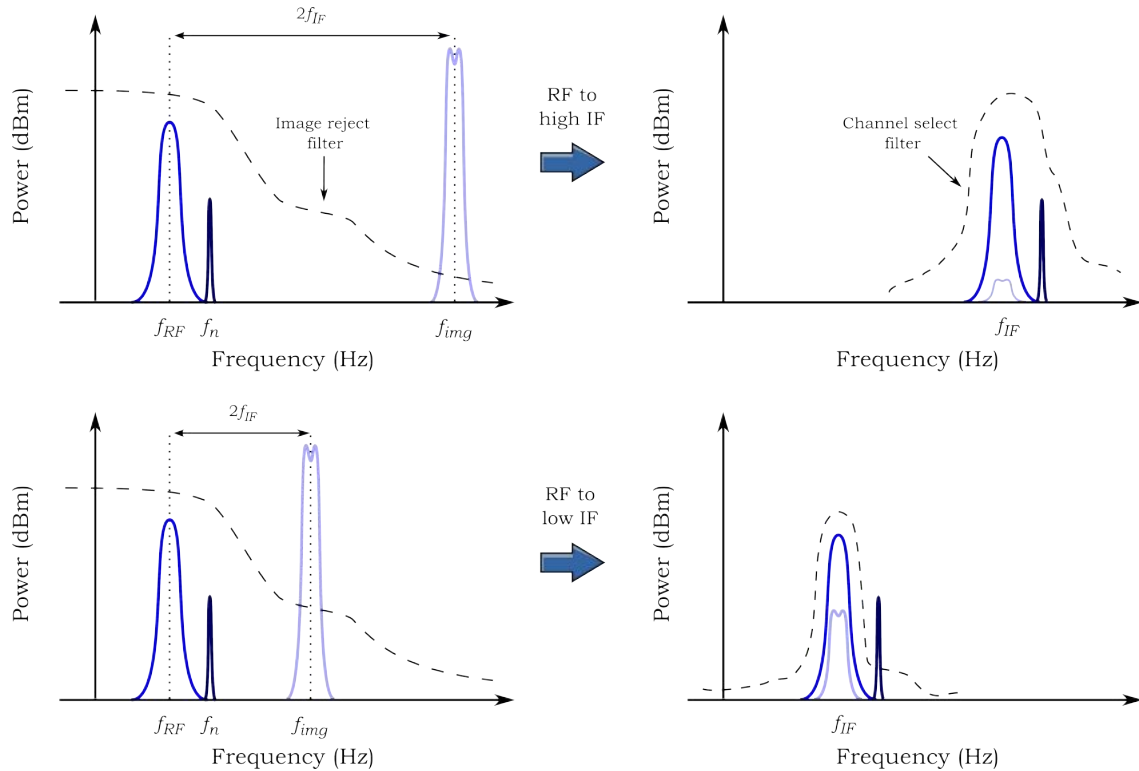 2f_IF
Power (dBm)
Image reject
filter
f_RF
f_n
f_img
Frequency (Hz)
RF to
high IF
Power (dBm)
Channel select
filter
f_IF
Frequency (Hz)
2f_IF
Power (dBm)
f_RF
f_n
f_img
Frequency (Hz)
RF to
low IF
Power (dBm)
f_IF
Frequency (Hz)